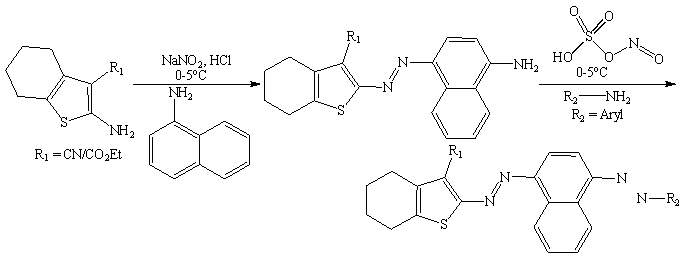 R1
S
NH2
R1 = CN/CO2Et
NaNO2, HCl
0-5°C
NH2
R1
S
N
N
NH2
O
O
S
HO
O
N
O
0-5°C
R2—NH2
R2 = Aryl
R1
S
N
N
N
N—R2